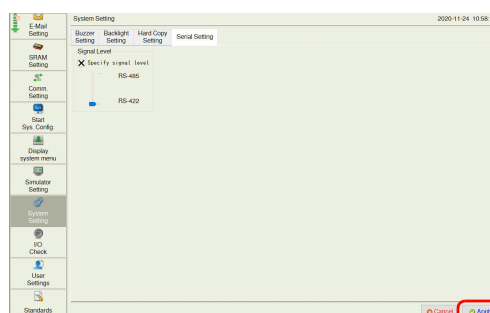 E-Mail
Setting
SRAM
Setting
Comm.
Setting
Sys
Start
Sys. Config.
Display
system menu
Simulator
Setting
System
Setting
I/O
Check
User
Settings
Standards
System Setting
2020-11-24 10:58:
Buzzer
Setting
Backlight
Setting
Hard Copy
Setting
Serial Setting
Signal Level
Specify signal level
RS-485
RS-422
Cancel
Appl